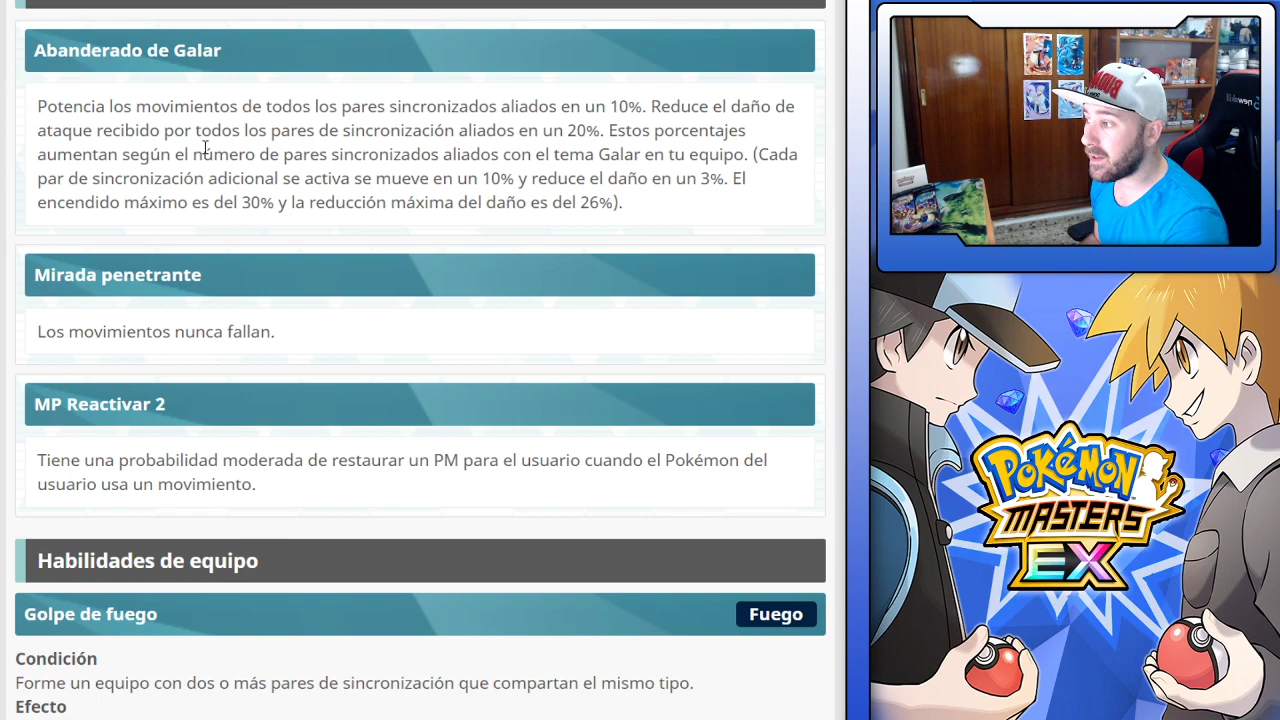 Abanderado de Galar
Potencia los movimientos de todos los pares sincronizados aliados en un 10%. Reduce el daño de
ataque recibido por todos los pares de sincronización aliados en un 20%. Estos porcentajes
aumentan según el número de pares sincronizados aliados con el tema Galar en tu equipo. (Cada
par de sincronización adicional se activa se mueve en un 10% y reduce el daño en un 3%. El
encendido máximo es del 30% y la reducción máxima del daño es del 26%).
Mirada penetrante
Los movimientos nunca fallan.
MP Reactivar 2
Tiene una probabilidad moderada de restaurar un PM para el usuario cuando el Pokémon del
usuario usa un movimiento.
Habilidades de equipo
Golpe de fuego
Fuego
Condición
Forme un equipo con dos o más pares de sincronización que compartan el mismo tipo.
Efecto
POKéMON
MASTERS
EX